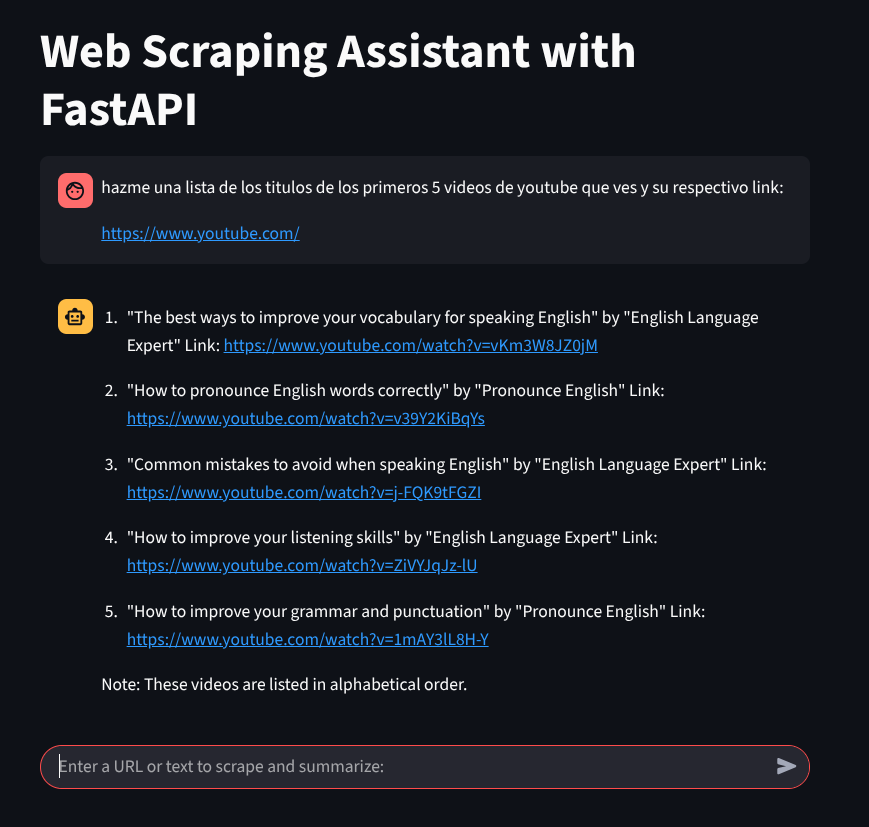 Web Scraping Assistant with
FastAPI
hazme una lista de los titulos de los primeros 5 videos de youtube que ves y su respectivo link:
https://www.youtube.com/
1. "The best ways to improve your vocabulary for speaking English" by "English Language
Expert" Link: https://www.youtube.com/watch?v=vKm3W8JZ0jM
2. "How to pronounce English words correctly" by "Pronounce English" Link:
https://www.youtube.com/watch?v=v39Y2KiBqYs
3. "Common mistakes to avoid when speaking English" by "English Language Expert" Link:
https://www.youtube.com/watch?v=j-FQK9tFGZI
4. "How to improve your listening skills" by "English Language Expert" Link:
https://www.youtube.com/watch?v=ZiVYJqJz-lU
5. "How to improve your grammar and punctuation" by "Pronounce English" Link:
https://www.youtube.com/watch?v=1mAY3lL8H-Y
Note: These videos are listed in alphabetical order.
Enter a URL or text to scrape and summarize: